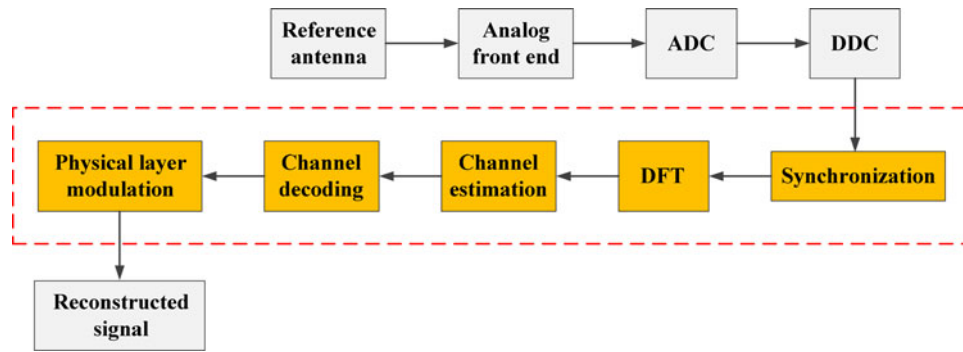 Reference
antenna
Analog
front end
ADC
DDC
Physical layer
modulation
Channel
decoding
Channel
estimation
DFT
Synchronization
Reconstructed
signal